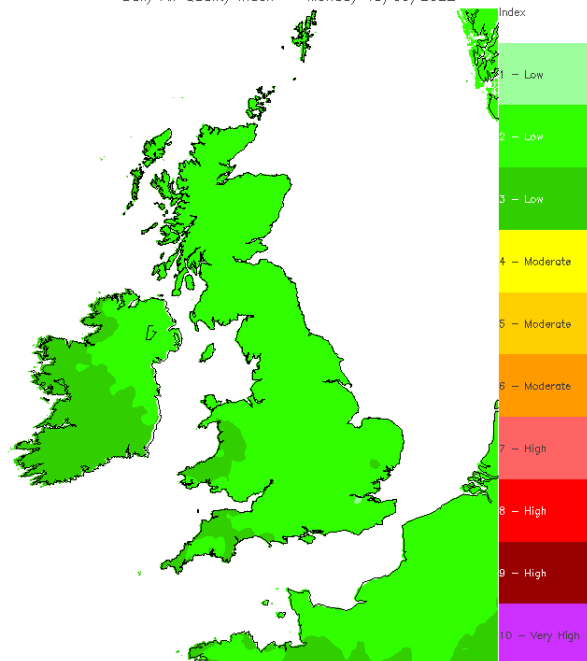 Index
1 - Low
2 - Low
3 - Low
4 - Moderate
5 - Moderate
6 - Moderate
7 - High
8 - High
9 - High
10 - Very High